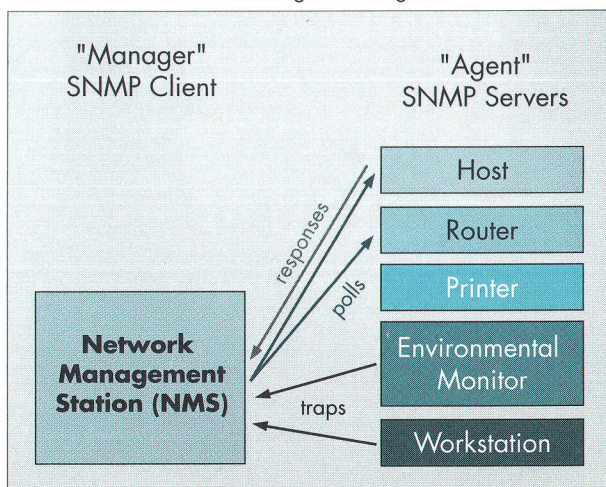 "Manager"
SNMP Client
"Agent"
SNMP Servers
Host
Router
Printer
Environmental
Monitor
Workstation
Network
Management
Station (NMS)
responses
polls
traps